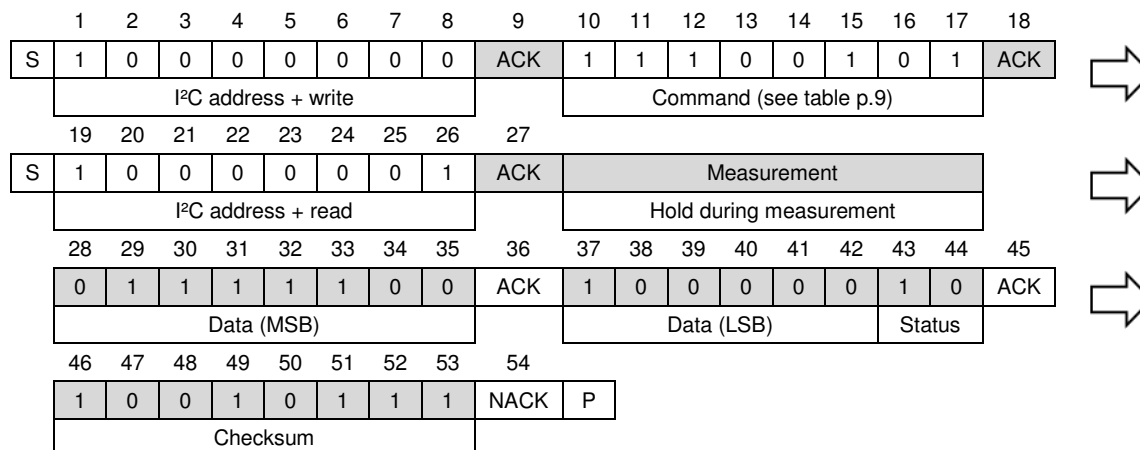 1 2 3 4 5 6 7 8 9 10 11 12 13 14 15 16 17 18
S 1 0 0 0 0 0 0 0 ACK 1 1 1 0 0 1 0 1 ACK
I²C address + write Command (see table p.9)
19 20 21 22 23 24 25 26 27
S 1 0 0 0 0 0 0 1 ACK Measurement
I²C address + read Hold during measurement
28 29 30 31 32 33 34 35 36 37 38 39 40 41 42 43 44 45
0 1 1 1 1 1 0 0 ACK 1 0 0 0 0 0 1 0 ACK
Data (MSB) Data (LSB) Status
46 47 48 49 50 51 52 53 54
1 0 0 1 0 1 1 1 NACK P
Checksum